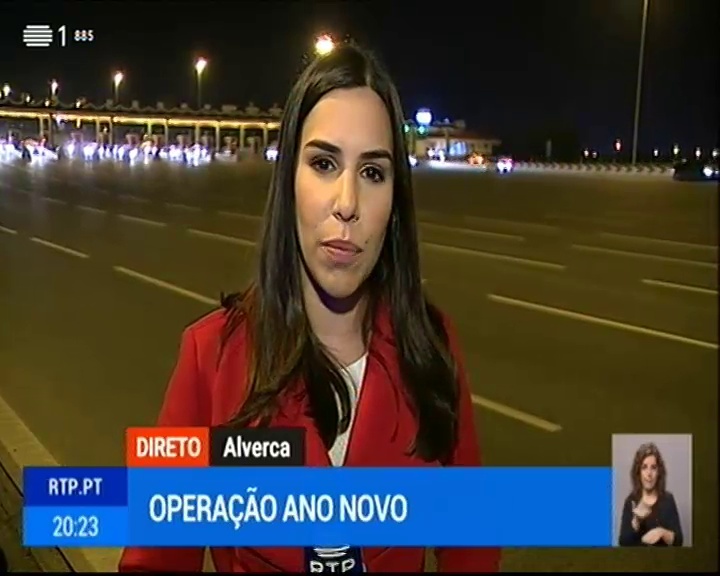 1 885
DIRETO Alverca
RTP.PT
OPERAÇÃO ANO NOVO
20:23
RTP